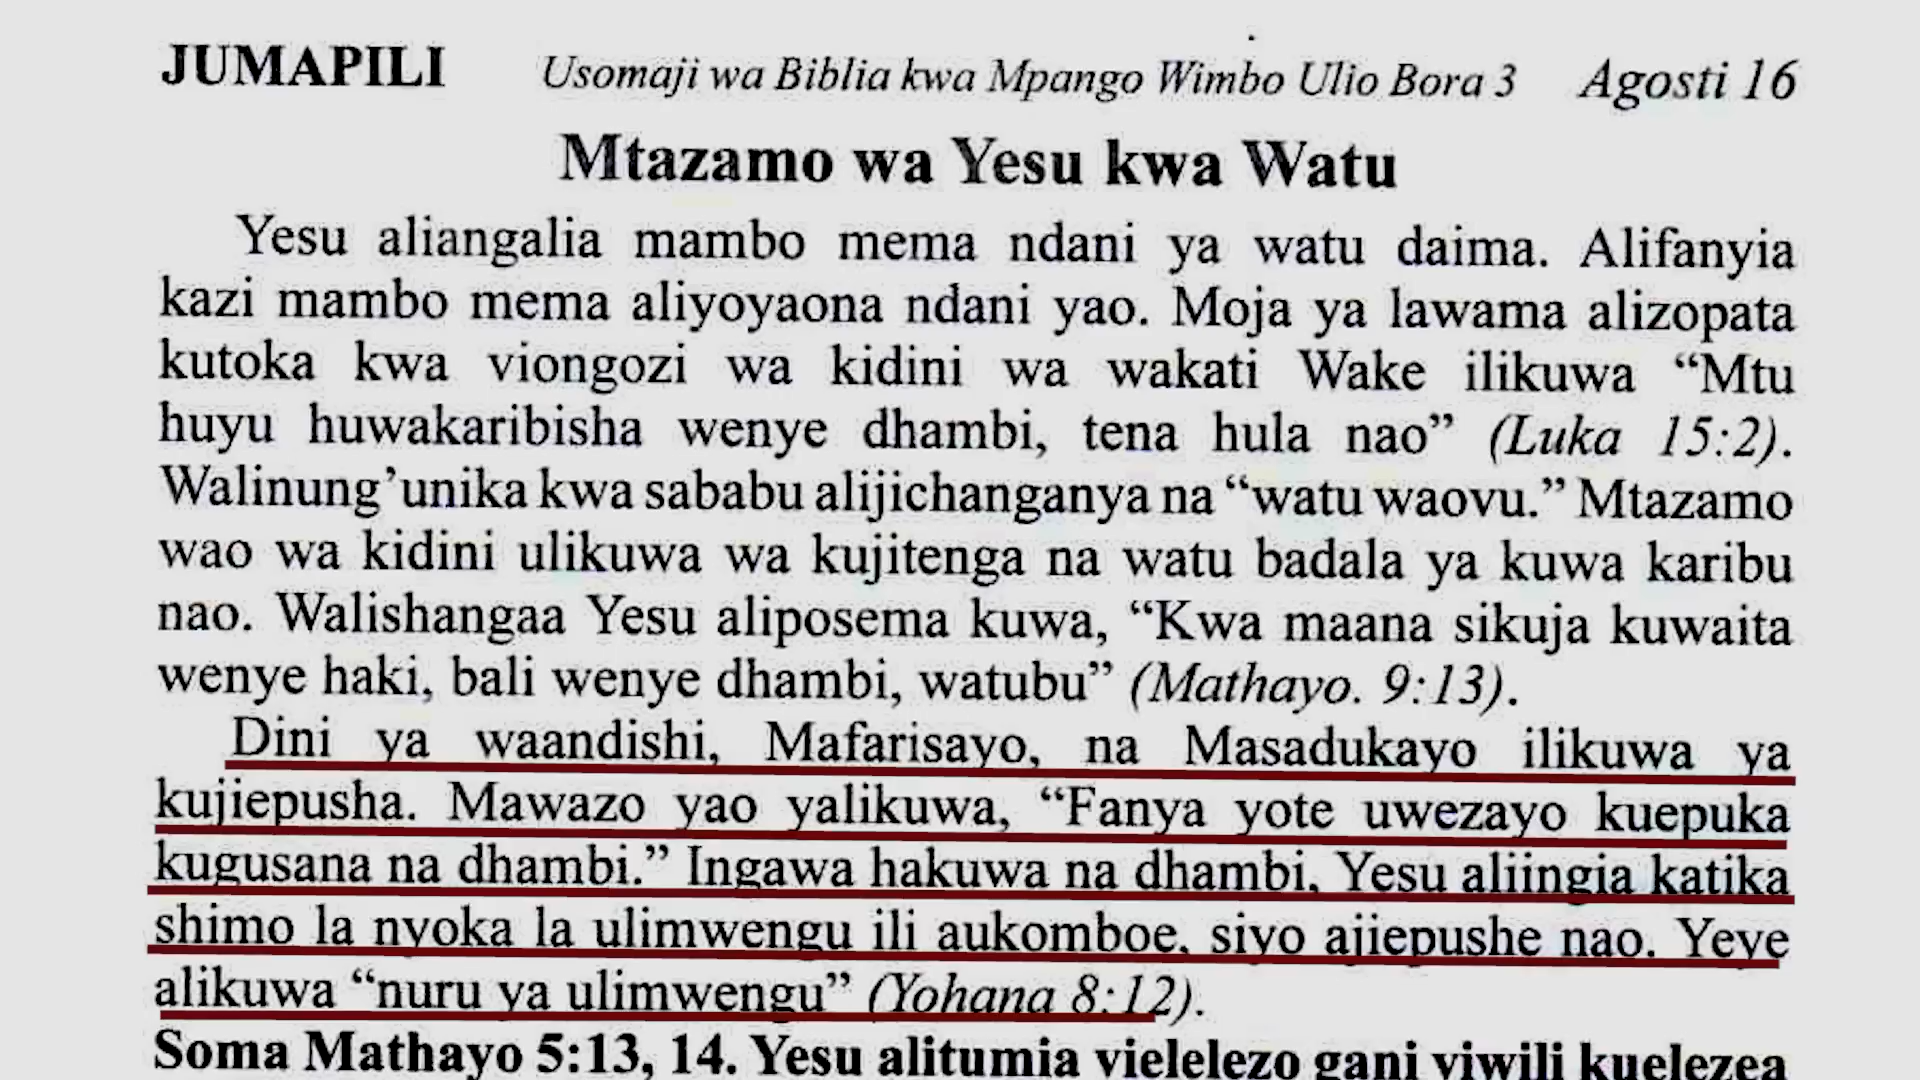 JUMAPILI Usomaji wa Biblia kwa Mpango Wimbo Ulio Bora 3 Agosti 16
Mtazamo wa Yesu kwa Watu
Yesu aliangalia mambo mema ndani ya watu daima. Alifanyia
kazi mambo mema aliyoyaona ndani yao. Moja ya lawama alizopata
kutoka kwa viongozi wa kidini wa wakati Wake ilikuwa “Mtu
huyu huwakaribisha wenye dhambi, tena hula nao” (Luka 15:2).
Walinung’unika kwa sababu alijichanganya na “watu waovu.” Mtazamo
wao wa kidini ulikuwa wa kujitenga na watu badala ya kuwa karibu
nao. Walishangaa Yesu aliposema kuwa, “Kwa maana sikuja kuwaita
wenye haki, bali wenye dhambi, watubu” (Mathayo. 9:13).
Dini ya waandishi, Mafarisayo, na Masadukayo ilikuwa ya
kujiepusha. Mawazo yao yalikuwa, “Fanya yote uwezayo kuepuka
kugusana na dhambi.” Ingawa hakuwa na dhambi, Yesu aliingia katika
shimo la nyoka la ulimwengu ili aukomboe, siyo ajiepushe nao. Yeye
alikuwa “nuru ya ulimwengu” (Yohana 8:12).
Soma Mathayo 5:13, 14. Yesu alitumia vielelezo gani viwili kuelezea